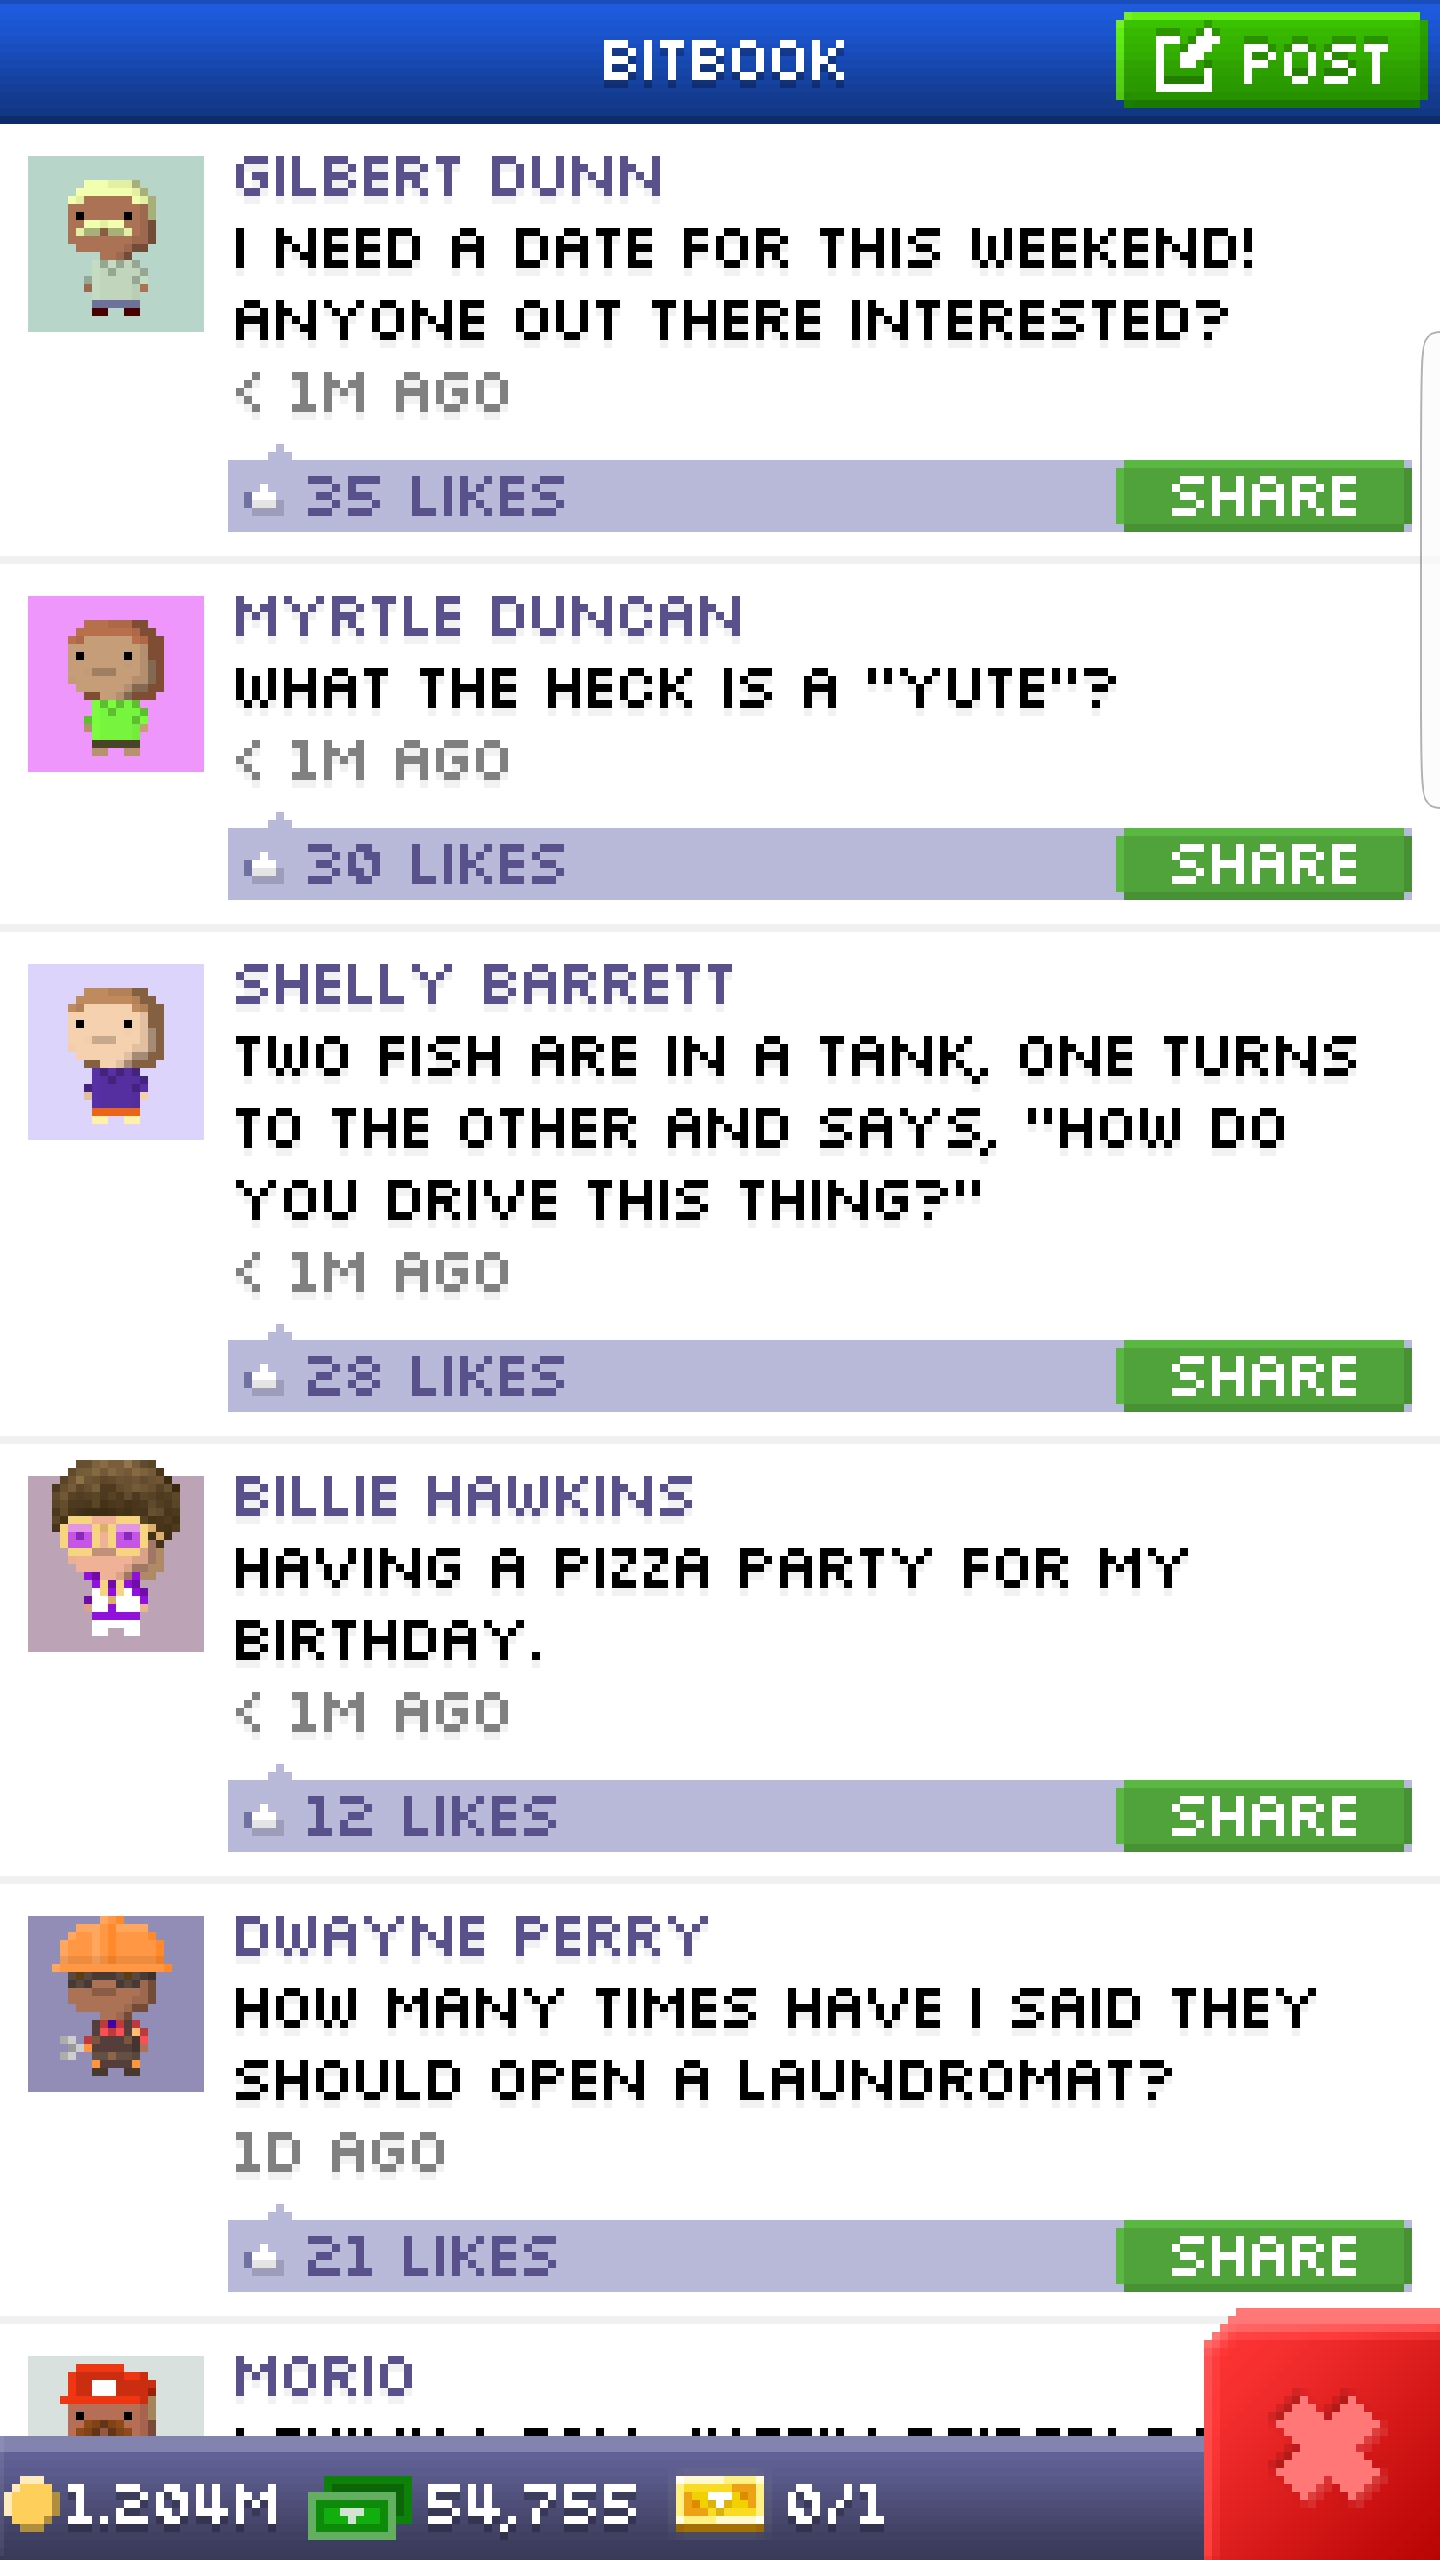 BITBOOK
POST
GILBERT DUNN
I NEED A DATE FOR THIS WEEKEND!
ANYONE OUT THERE INTERESTED?
< 1M AGO
35 LIKES
SHARE
MYRTLE DUNCAN
WHAT THE HECK IS A "YUTE"?
< 1M AGO
30 LIKES
SHARE
SHELLY BARRETT
TWO FISH ARE IN A TANK, ONE TURNS
TO THE OTHER AND SAYS, "HOW DO
YOU DRIVE THIS THING?"
< 1M AGO
28 LIKES
SHARE
BILLIE HAWKINS
HAVING A PIZZA PARTY FOR MY
BIRTHDAY.
< 1M AGO
12 LIKES
SHARE
DWAYNE PERRY
HOW MANY TIMES HAVE I SAID THEY
SHOULD OPEN A LAUNDROMAT?
1D AGO
21 LIKES
SHARE
MORIO
1.204M
54,755
0/1